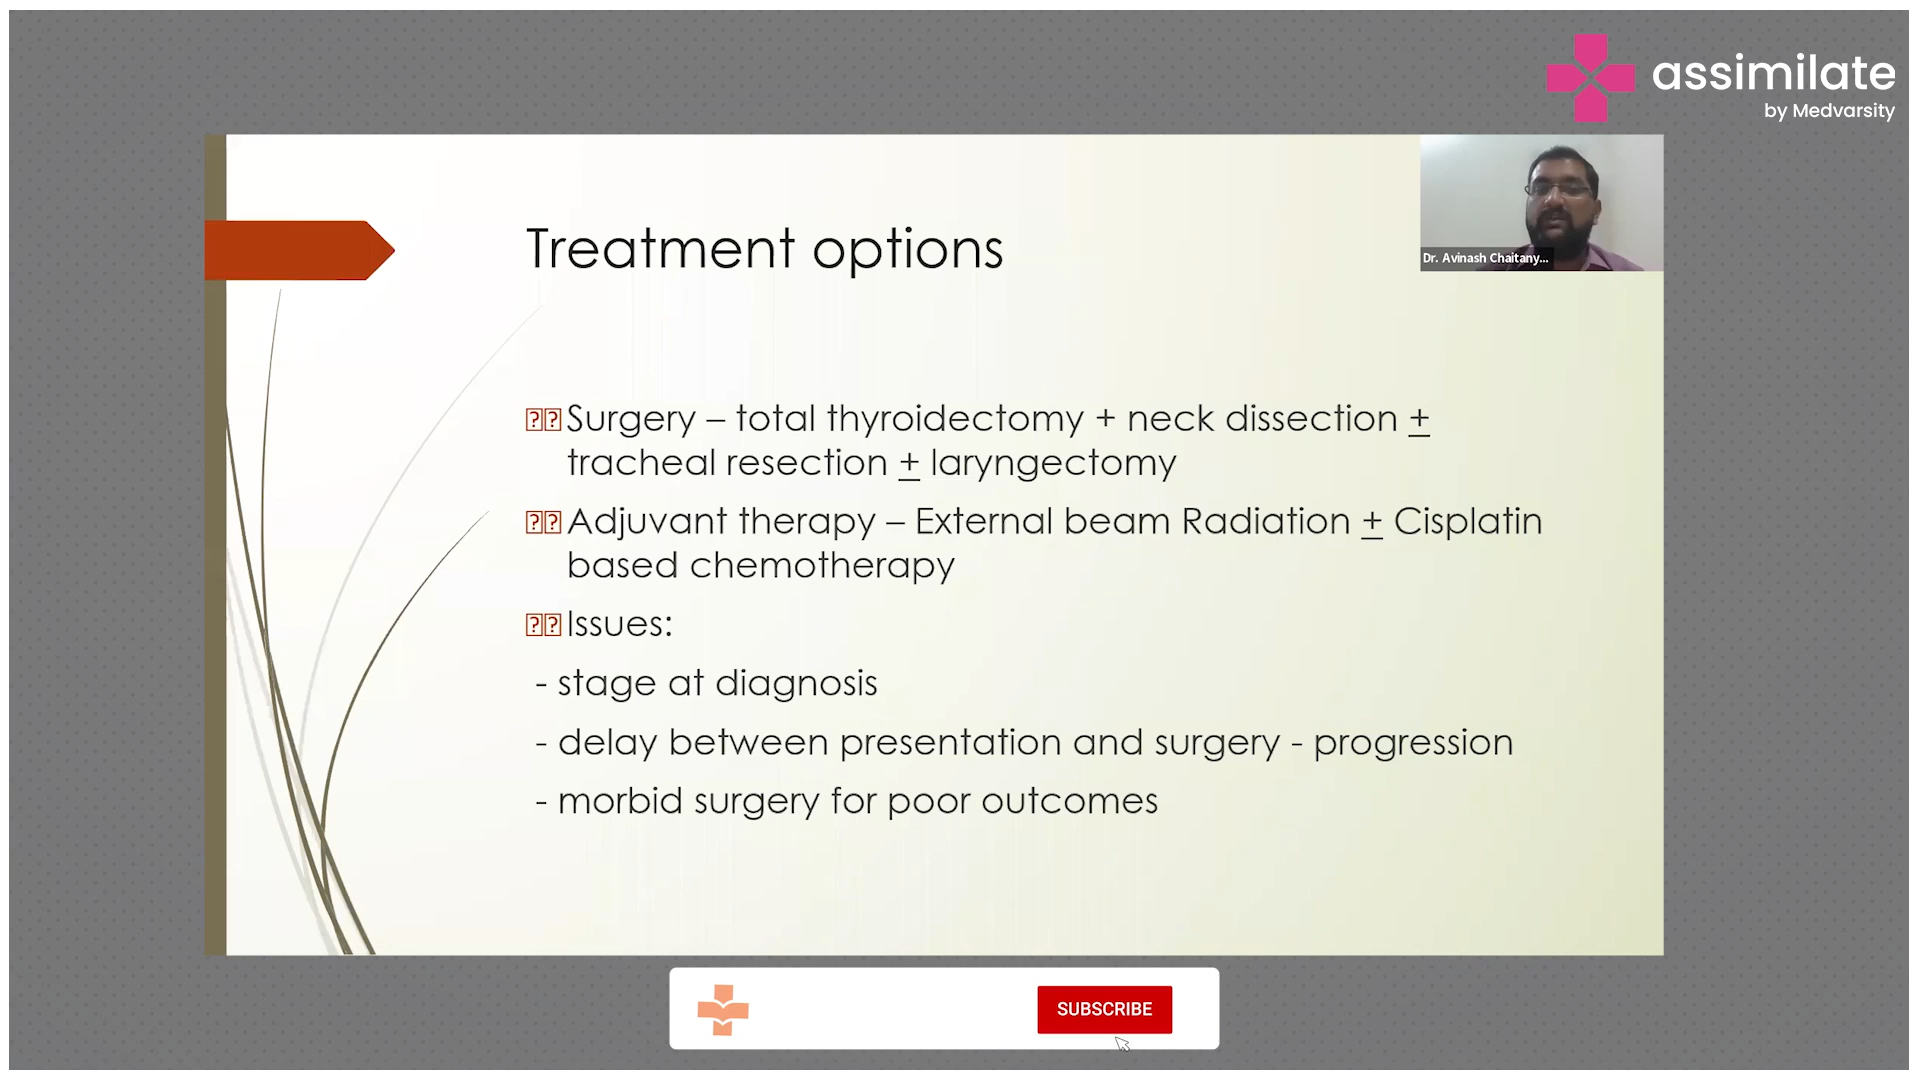 assimilate
by Medvarsity
Dr. Avinash Chaitany...
Treatment options
Surgery – total thyroidectomy + neck dissection ±
tracheal resection ± laryngectomy
Adjuvant therapy – External beam Radiation ± Cisplatin
based chemotherapy
Issues:
- stage at diagnosis
- delay between presentation and surgery - progression
- morbid surgery for poor outcomes
SUBSCRIBE